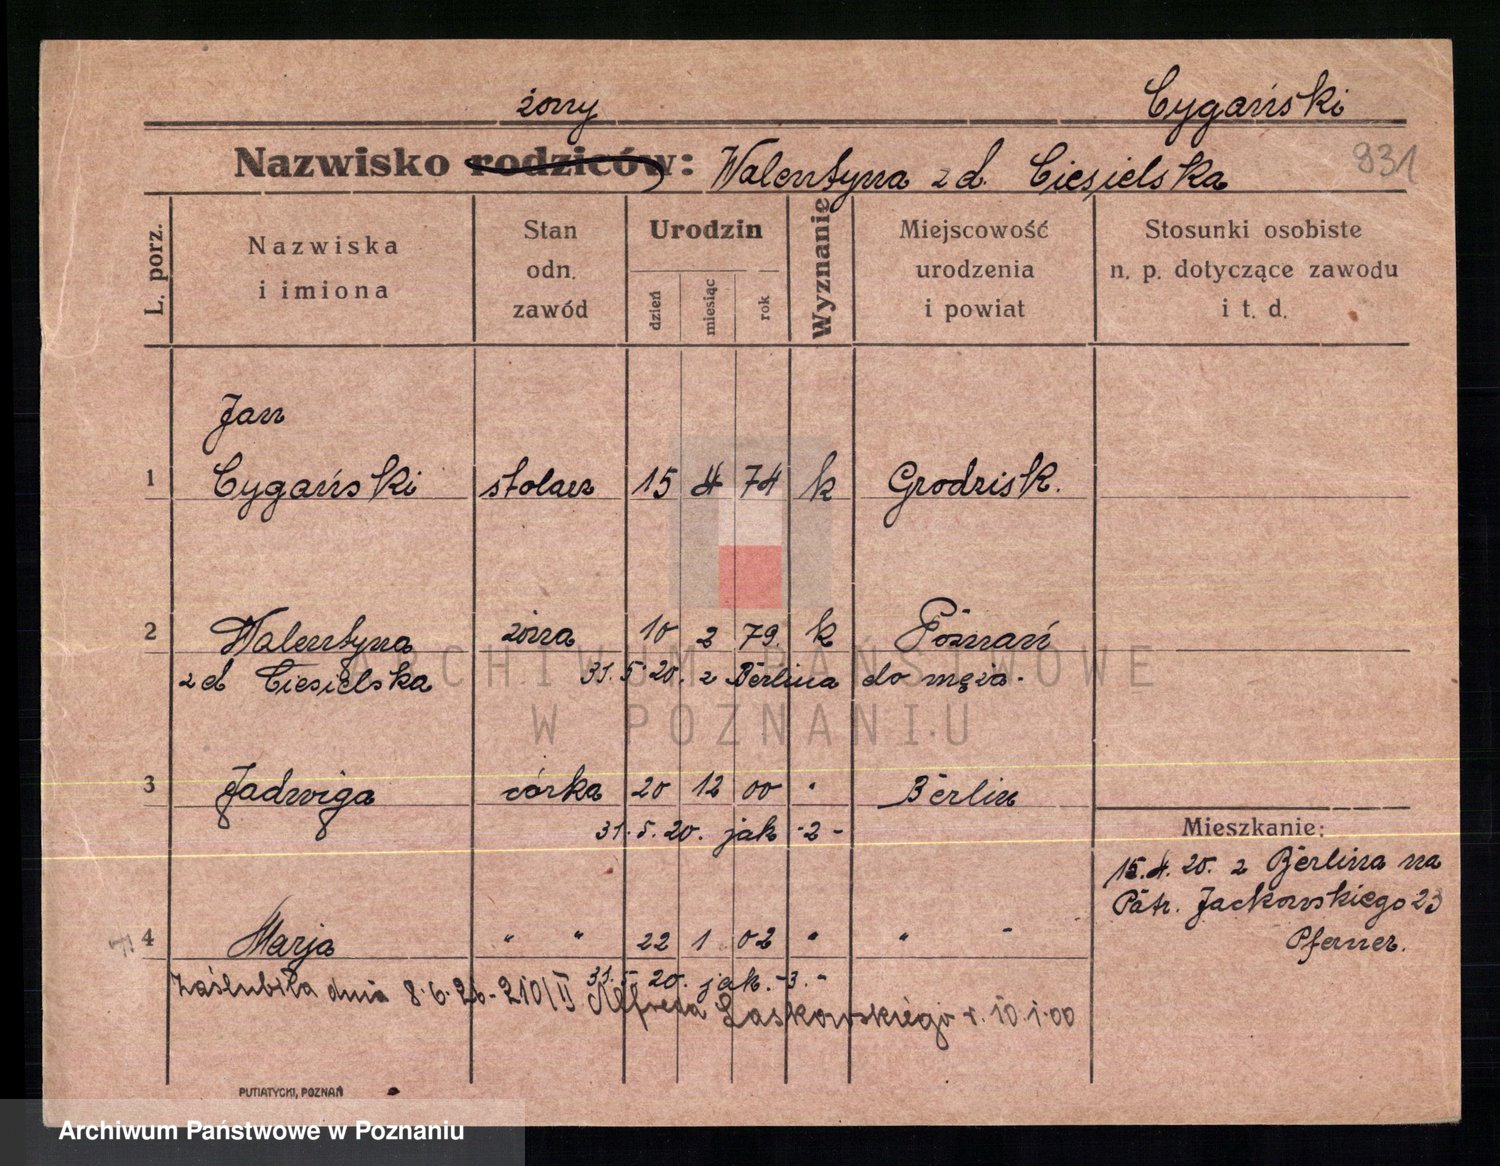 żony
Cygański
Nazwisko rodziców: Walentyna z d. Ciesielska
931
L. porz.
Nazwiska
i imiona
Stan
odn.
zawód
Urodzin
dzień
miesiąc
rok
Wyznanie
Miejscowość
urodzenia
i powiat
Stosunki osobiste
n. p. dotyczące zawodu
i t. d.
Jan
1 Cygański stolarz 15 4 74 k Grodzisk.
2 Walentyna żona 10 2 79. k Poznań
z d Ciesielska 31.5.20. z Berlina do męża.
ARCHIWUM PAŃSTWOWE
W POZNANIU
3 Jadwiga córka 20 12 00 " Berlin
31.5.20. jak -2-
Mieszkanie:
15.4.20. z Berlina na
Patr. Jackowskiego 23
4 Marja " " 22 1 02 " " "
31.5.20. jak. -3.-
Zaślubiła dnia 8.6.26 - 210/II Alfreda Laskowskiego r. 10.1.00
PUTIATYCKI, POZNAŃ
Archiwum Państwowe w Poznaniu